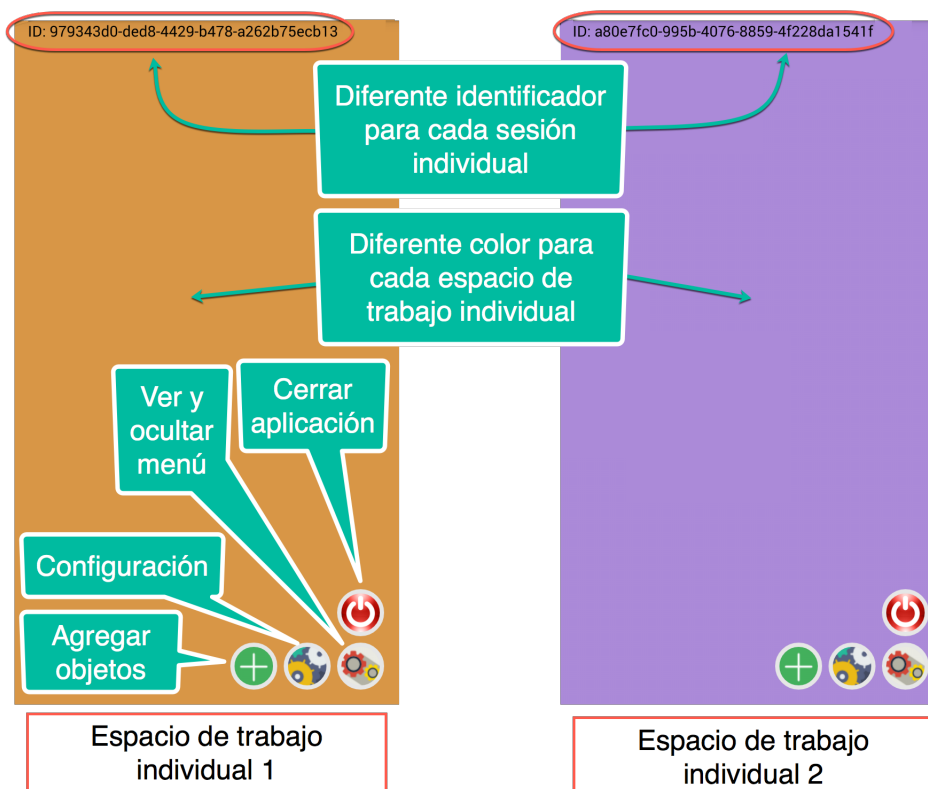 ID: 979343d0-ded8-4429-b478-a262b75ecb13
ID: a80e7fc0-995b-4076-8859-4f228da1541f
Diferente identificador
para cada sesión
individual
Diferente color para
cada espacio de
trabajo individual
Ver y
ocultar
menú
Cerrar
aplicación
Configuración
Agregar
objetos
Espacio de trabajo
individual 1
Espacio de trabajo
individual 2